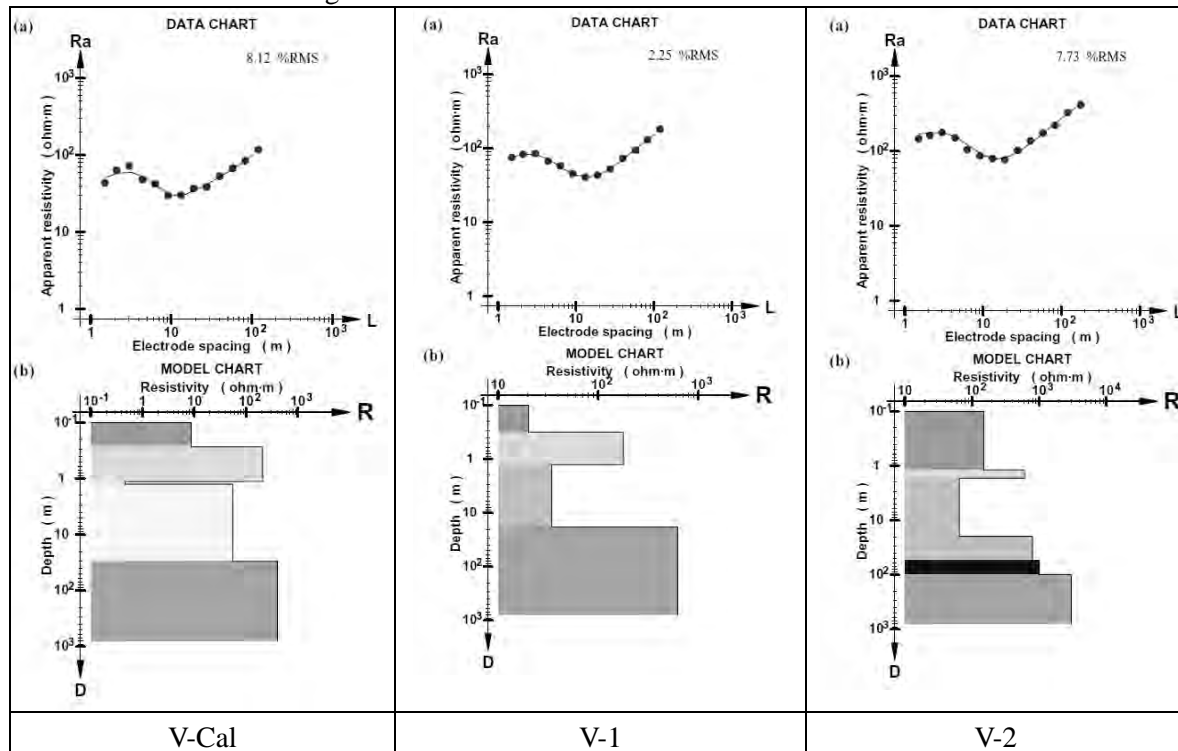 (a)
DATA CHART
Ra
8.12 %RMS
10³
10²
10
1
Apparent resistivity ( ohm·m )
1 10 10² 10³
L
Electrode spacing ( m )
(b)
MODEL CHART
Resistivity ( ohm·m )
10⁻¹ 1 10 10² 10³
R
10⁻¹
1
10
10²
10³
Depth ( m )
D
V-Cal
(a)
DATA CHART
Ra
2.25 %RMS
10³
10²
10
1
Apparent resistivity ( ohm·m )
1 10 10² 10³
L
Electrode spacing ( m )
(b)
MODEL CHART
Resistivity ( ohm·m )
10 10² 10³
R
10⁻¹
1
10
10²
10³
Depth ( m )
D
V-1
(a)
DATA CHART
Ra
7.73 %RMS
10³
10²
10
1
Apparent resistivity ( ohm·m )
1 10 10² 10³
L
Electrode spacing ( m )
(b)
MODEL CHART
Resistivity ( ohm·m )
10 10² 10³ 10⁴
R
10⁻¹
1
10
10²
10³
Depth ( m )
D
V-2